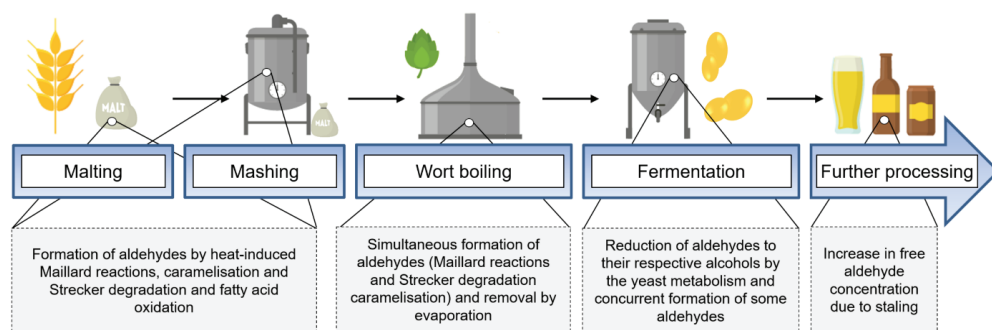 MALT
MALT
Malting
Mashing
Wort boiling
Fermentation
Further processing
Formation of aldehydes by heat-induced
Maillard reactions, caramelisation and
Strecker degradation and fatty acid
oxidation
Simultaneous formation of
aldehydes (Maillard reactions
and Strecker degradation
caramelisation) and removal by
evaporation
Reduction of aldehydes to
their respective alcohols by
the yeast metabolism and
concurrent formation of some
aldehydes
Increase in free
aldehyde
concentration
due to staling